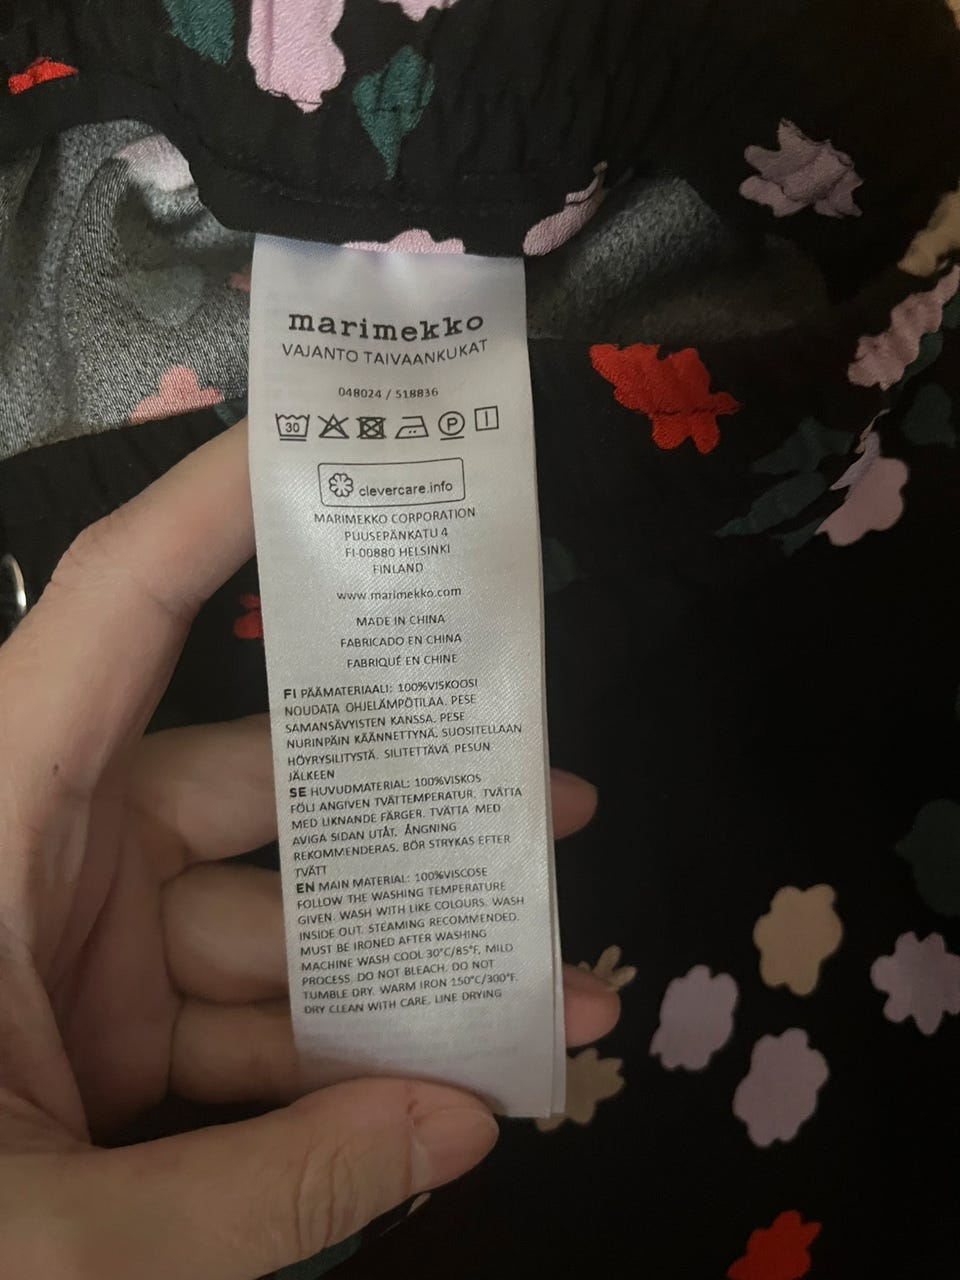 marimekko
VAJANTO TAIVAANKUKAT
048024 / 518836
30 P
clevercare.info
MARIMEKKO CORPORATION
PUUSEPÄNKATU 4
FI-00880 HELSINKI
FINLAND
www.marimekko.com
MADE IN CHINA
FABRICADO EN CHINA
FABRIQUÉ EN CHINE
FI PÄÄMATERIAALI: 100%VISKOOSI
NOUDATA OHJELÄMPÖTILAA. PESE
SAMANSÄVYISTEN KANSSA. PESE
NURINPÄIN KÄÄNNETTYNÄ. SUOSITELLAAN
HÖYRYSILITYSTÄ. SILITETTÄVÄ PESUN
JÄLKEEN
SE HUVUDMATERIAL: 100%VISKOS
FÖLJ ANGIVEN TVÄTTEMPERATUR. TVÄTTA
MED LIKNANDE FÄRGER. TVÄTTA MED
AVIGA SIDAN UTÅT. ÅNGNING
REKOMMENDERAS. BÖR STRYKAS EFTER
TVÄTT
EN MAIN MATERIAL: 100%VISCOSE
FOLLOW THE WASHING TEMPERATURE
GIVEN. WASH WITH LIKE COLOURS. WASH
INSIDE OUT. STEAMING RECOMMENDED.
MUST BE IRONED AFTER WASHING
MACHINE WASH COOL 30°C/85°F, MILD
PROCESS. DO NOT BLEACH. DO NOT
TUMBLE DRY. WARM IRON 150°C/300°F.
DRY CLEAN WITH CARE. LINE DRYING